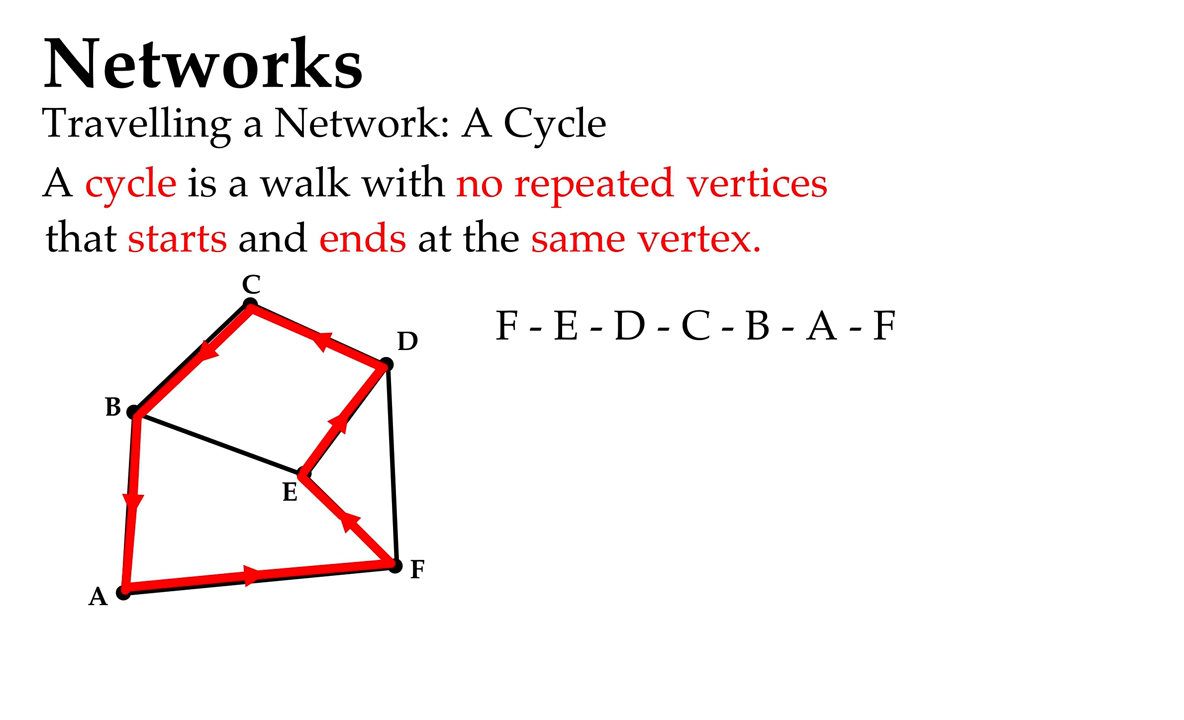 Networks
Travelling a Network: A Cycle
A cycle is a walk with no repeated vertices
that starts and ends at the same vertex.
C
D
F - E - D - C - B - A - F
B
E
F
A